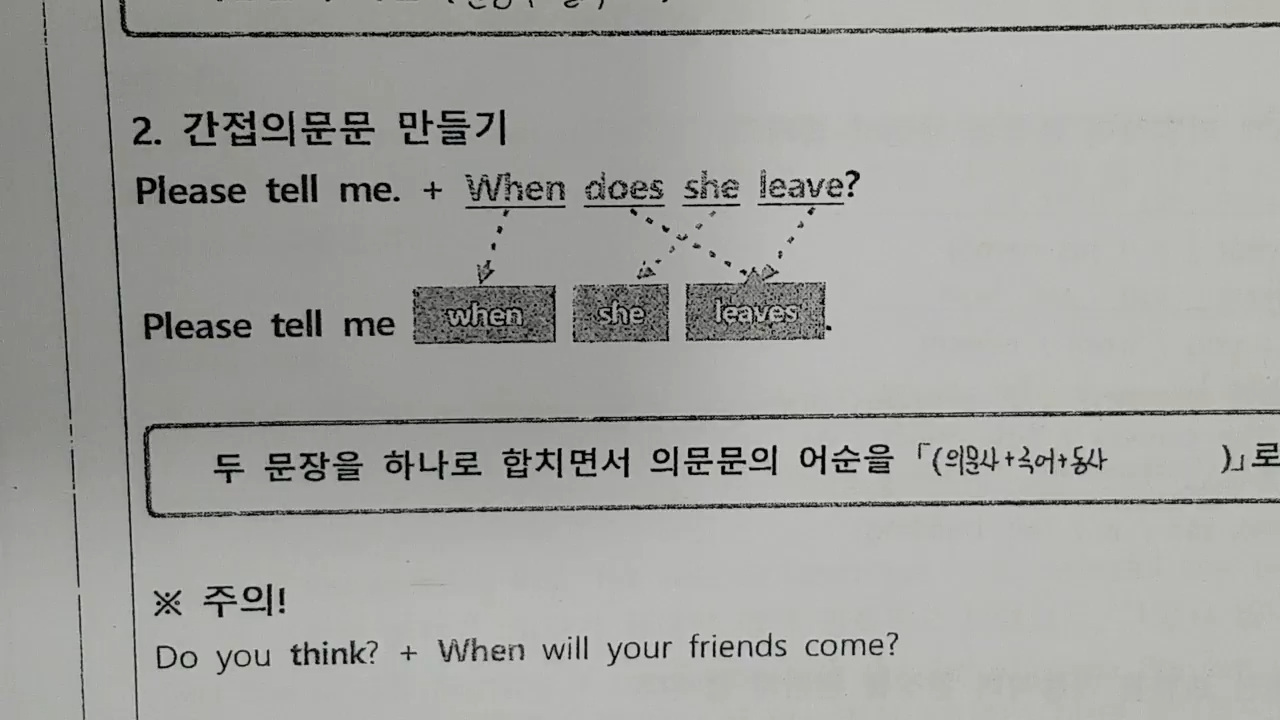 2. 간접의문문 만들기
Please tell me. + When does she leave?
Please tell me when she leaves.
두 문장을 하나로 합치면서 의문문의 어순을 「(의문사+주어+동사 )」로
※ 주의!
Do you think? + When will your friends come?